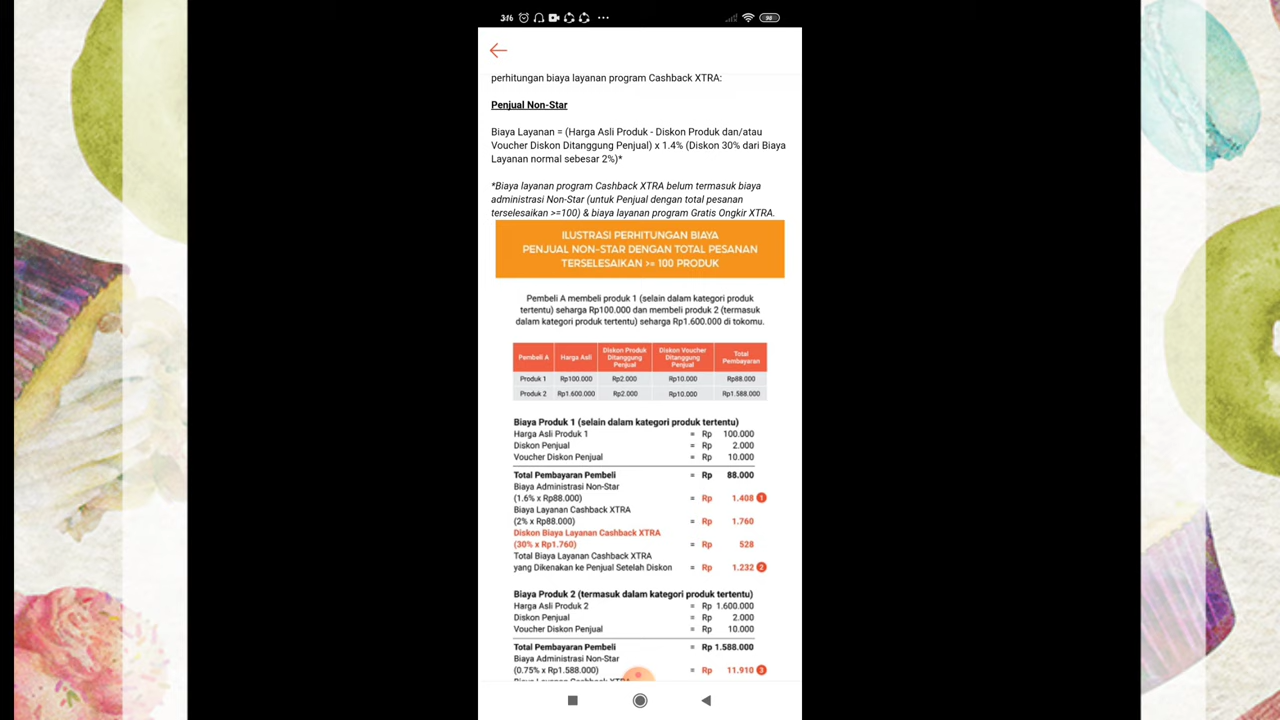 3:16
98
perhitungan biaya layanan program Cashback XTRA:
Penjual Non-Star
Biaya Layanan = (Harga Asli Produk - Diskon Produk dan/atau
Voucher Diskon Ditanggung Penjual) x 1.4% (Diskon 30% dari Biaya
Layanan normal sebesar 2%)*
*Biaya layanan program Cashback XTRA belum termasuk biaya
administrasi Non-Star (untuk Penjual dengan total pesanan
terselesaikan >=100) & biaya layanan program Gratis Ongkir XTRA.
ILUSTRASI PERHITUNGAN BIAYA
PENJUAL NON-STAR DENGAN TOTAL PESANAN
TERSELESAIKAN >= 100 PRODUK
Pembeli A membeli produk 1 (selain dalam kategori produk
tertentu) seharga Rp100.000 dan membeli produk 2 (termasuk
dalam kategori produk tertentu) seharga Rp1.600.000 di tokomu.
Pembeli A Harga Asli Diskon Produk Ditanggung Penjual Diskon Voucher Ditanggung Penjual Total Pembayaran
Produk 1 Rp100.000 Rp2.000 Rp10.000 Rp88.000
Produk 2 Rp1.600.000 Rp2.000 Rp10.000 Rp1.588.000
Biaya Produk 1 (selain dalam kategori produk tertentu)
Harga Asli Produk 1 = Rp 100.000
Diskon Penjual = Rp 2.000
Voucher Diskon Penjual = Rp 10.000
Total Pembayaran Pembeli = Rp 88.000
Biaya Administrasi Non-Star
(1.6% x Rp88.000) = Rp 1.408 1
Biaya Layanan Cashback XTRA
(2% x Rp88.000) = Rp 1.760
Diskon Biaya Layanan Cashback XTRA
(30% x Rp1.760) = Rp 528
Total Biaya Layanan Cashback XTRA
yang Dikenakan ke Penjual Setelah Diskon = Rp 1.232 2
Biaya Produk 2 (termasuk dalam kategori produk tertentu)
Harga Asli Produk 2 = Rp 1.600.000
Diskon Penjual = Rp 2.000
Voucher Diskon Penjual = Rp 10.000
Total Pembayaran Pembeli = Rp 1.588.000
Biaya Administrasi Non-Star
(0.75% x Rp1.588.000) = Rp 11.910 3
Biaya Layanan Cashback XTRA